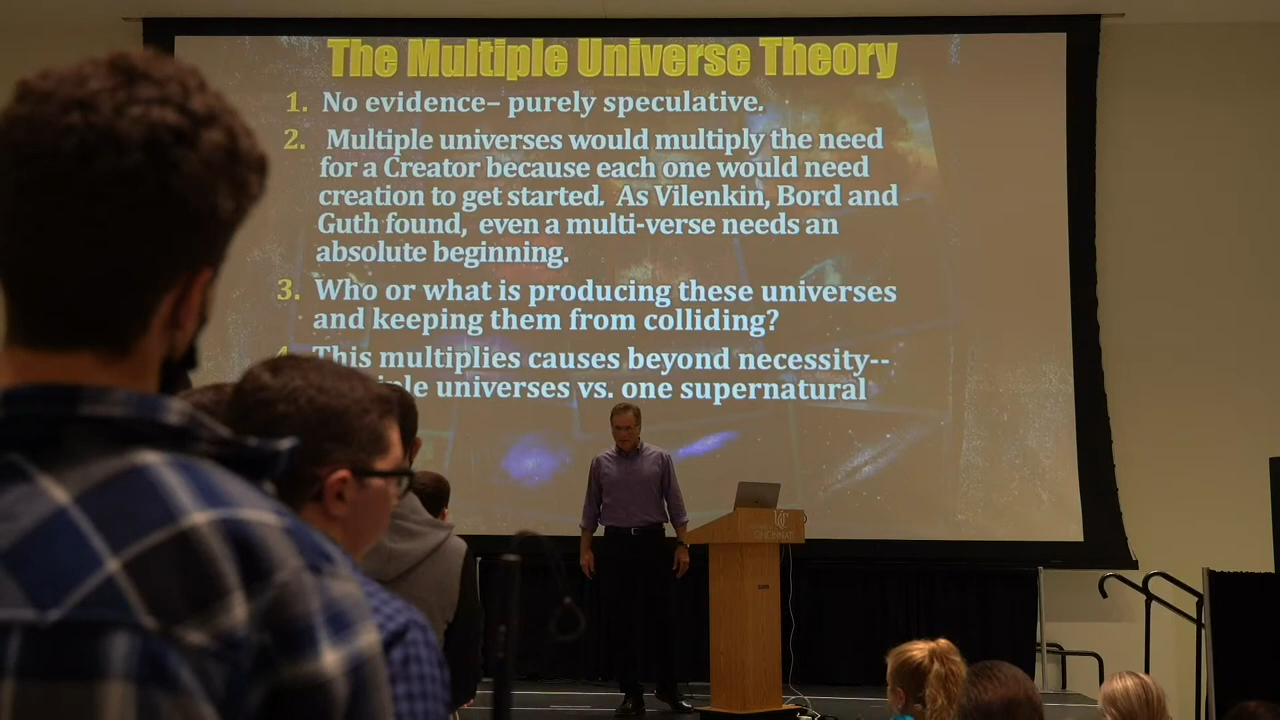 The Multiple Universe Theory
1. No evidence– purely speculative.
2. Multiple universes would multiply the need
for a Creator because each one would need
creation to get started. As Vilenkin, Bord and
Guth found, even a multi-verse needs an
absolute beginning.
3. Who or what is producing these universes
and keeping them from colliding?
This multiplies causes beyond necessity--
universes vs. one supernatural
UC
CINCINNATI